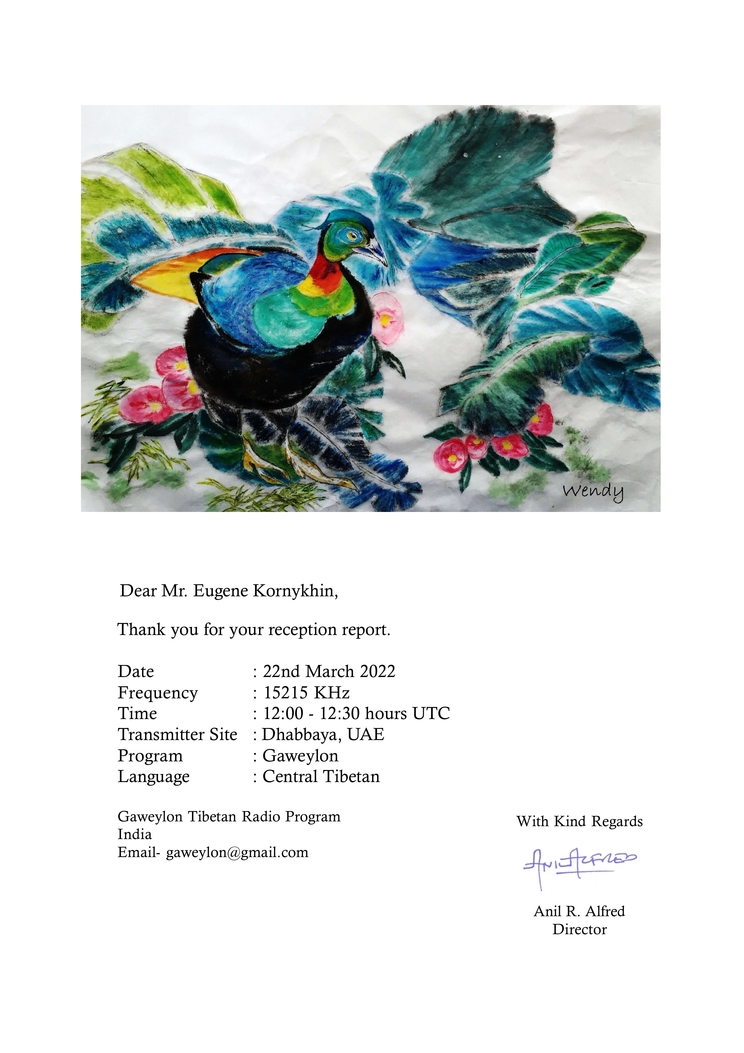 Wendy
Dear Mr. Eugene Kornykhin,
Thank you for your reception report.
Date : 22nd March 2022
Frequency : 15215 KHz
Time : 12:00 - 12:30 hours UTC
Transmitter Site : Dhabbaya, UAE
Program : Gaweylon
Language : Central Tibetan
Gaweylon Tibetan Radio Program
India
Email- gaweylon@gmail.com
With Kind Regards
Anil Alfred
Anil R. Alfred
Director